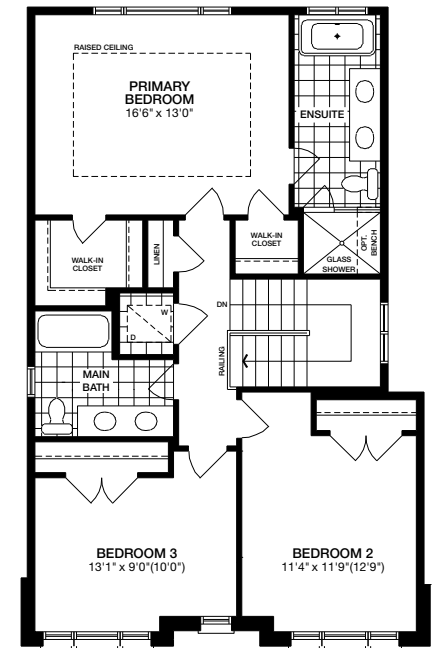 RAISED CEILING
PRIMARY
BEDROOM
16'6" x 13'0"
ENSUITE
WALK-IN
CLOSET
LINEN
WALK-IN
CLOSET
OPT.
BENCH
GLASS
SHOWER
W
D
DN
RAILING
MAIN
BATH
BEDROOM 3
13'1" x 9'0"(10'0")
BEDROOM 2
11'4" x 11'9"(12'9")